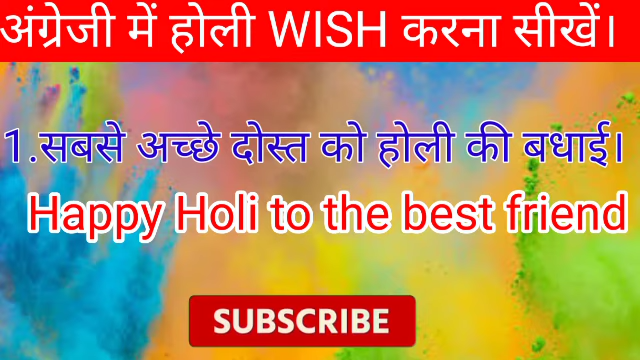 अंग्रेजी में होली WISH करना सीखें।
1.सबसे अच्छे दोस्त को होली की बधाई।
Happy Holi to the best friend
SUBSCRIBE